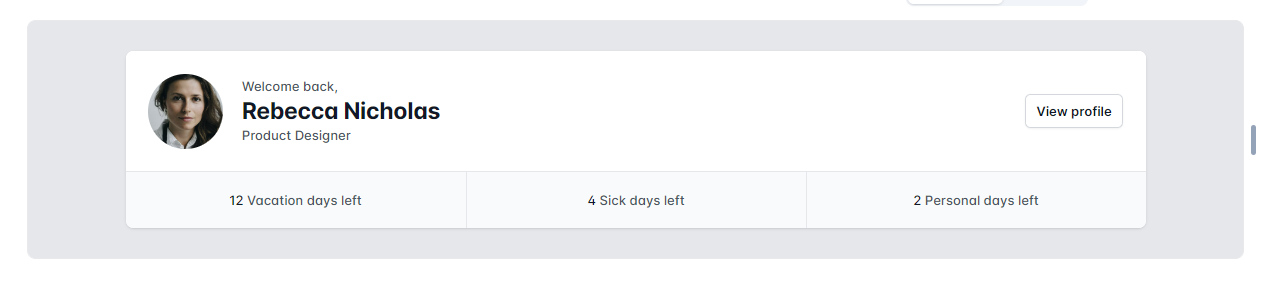 Welcome back,
Rebecca Nicholas
Product Designer
View profile
12 Vacation days left
4 Sick days left
2 Personal days left